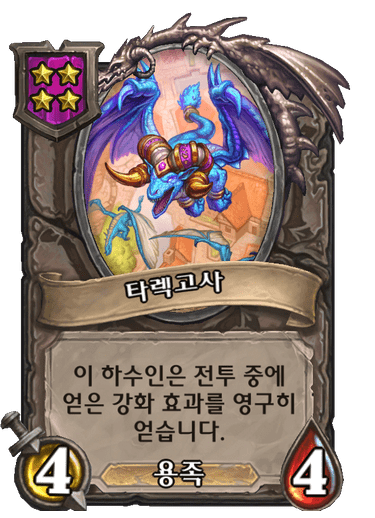 타렉고사
이 하수인은 전투 중에
얻은 강화 효과를 영구히
얻습니다.
4
용족
4